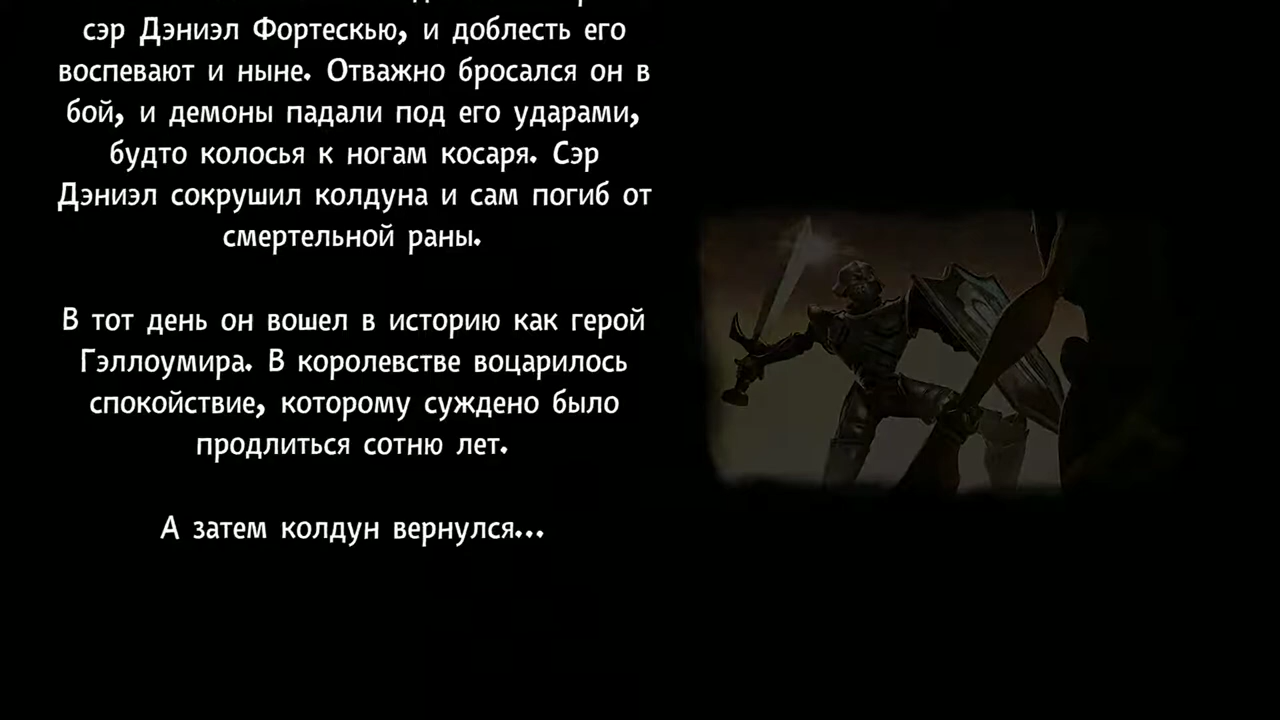 сэр Дэниэл Фортескью, и доблесть его
воспевают и ныне. Отважно бросался он в
бой, и демоны падали под его ударами,
будто колосья к ногам косаря. Сэр
Дэниэл сокрушил колдуна и сам погиб от
смертельной раны.
В тот день он вошел в историю как герой
Гэллоумира. В королевстве воцарилось
спокойствие, которому суждено было
продлиться сотню лет.
А затем колдун вернулся...